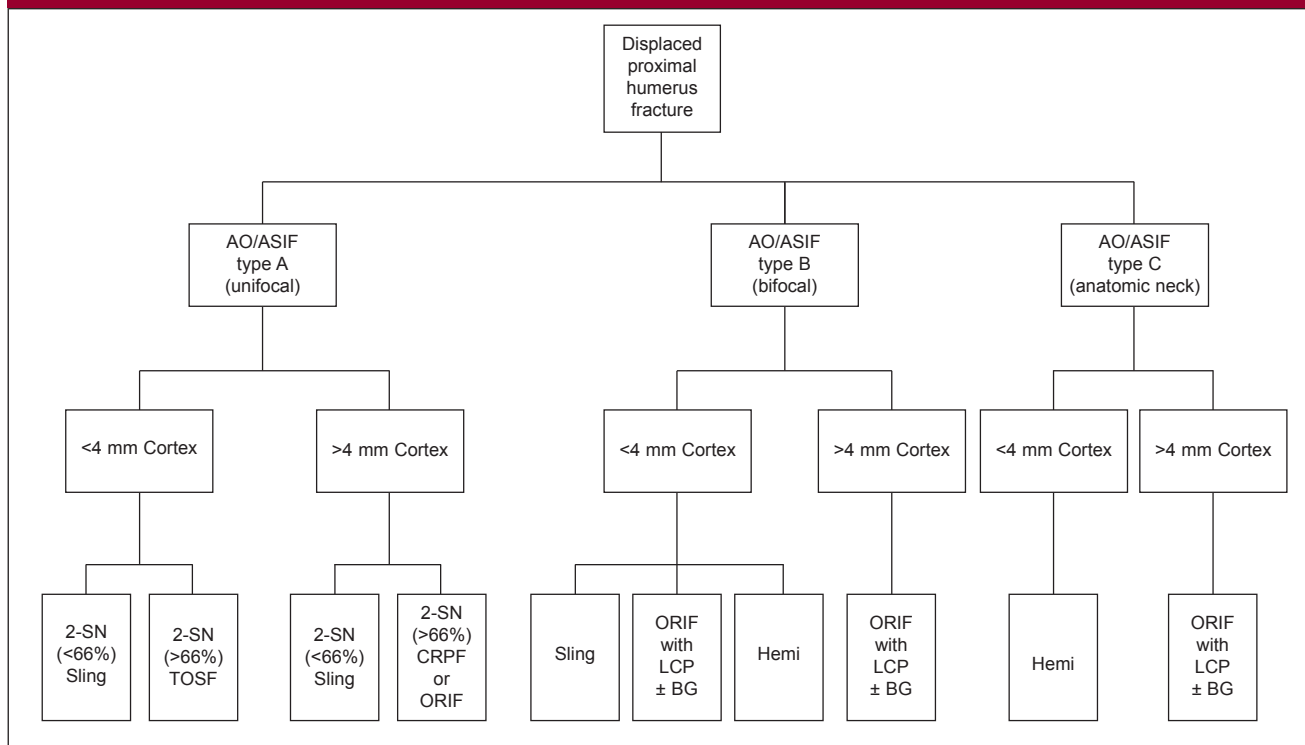 Displaced
proximal
humerus
fracture
AO/ASIF
type A
(unifocal)
AO/ASIF
type B
(bifocal)
AO/ASIF
type C
(anatomic neck)
<4 mm Cortex
>4 mm Cortex
<4 mm Cortex
>4 mm Cortex
<4 mm Cortex
>4 mm Cortex
2-SN
(<66%)
Sling
2-SN
(>66%)
TOSF
2-SN
(<66%)
Sling
2-SN
(>66%)
CRPF
or
ORIF
Sling
ORIF
with
LCP
± BG
Hemi
ORIF
with
LCP
± BG
Hemi
ORIF
with
LCP
± BG